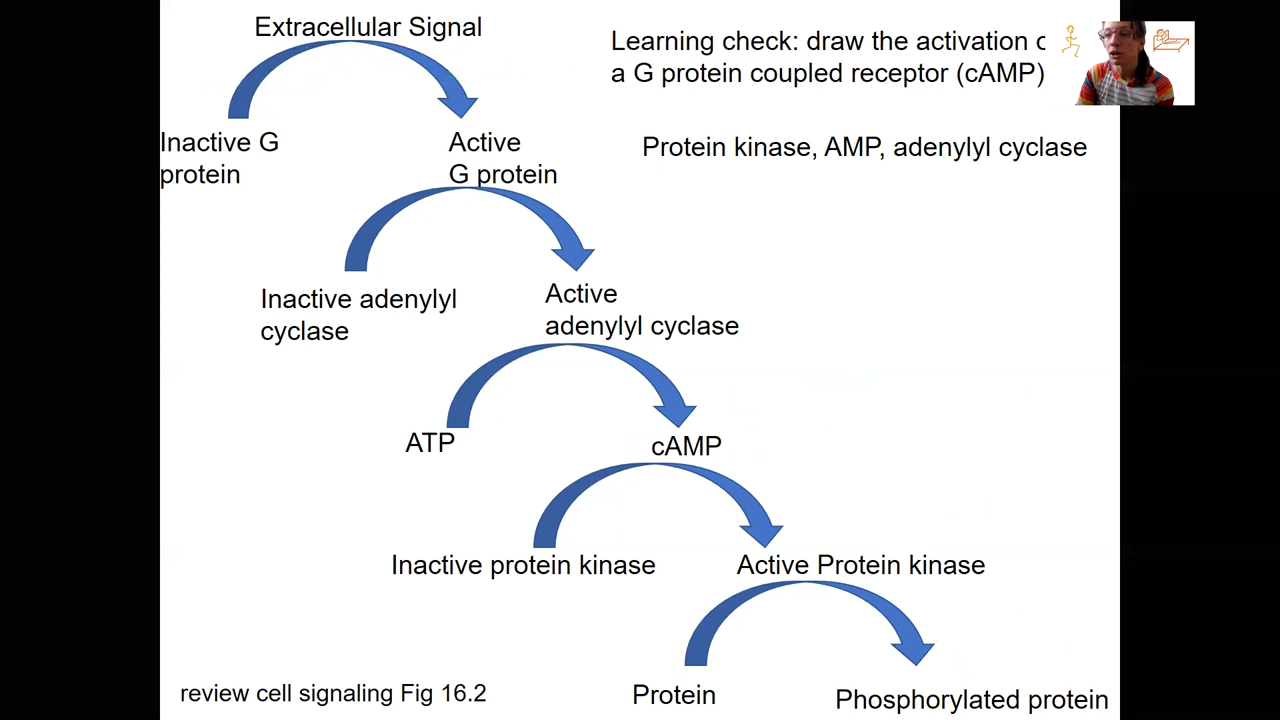 Extracellular Signal
Learning check: draw the activation
a G protein coupled receptor (cAMP)
Inactive G
protein
Active
G protein
Protein kinase, AMP, adenylyl cyclase
Inactive adenylyl
cyclase
Active
adenylyl cyclase
ATP
cAMP
Inactive protein kinase
Active Protein kinase
review cell signaling Fig 16.2
Protein
Phosphorylated protein